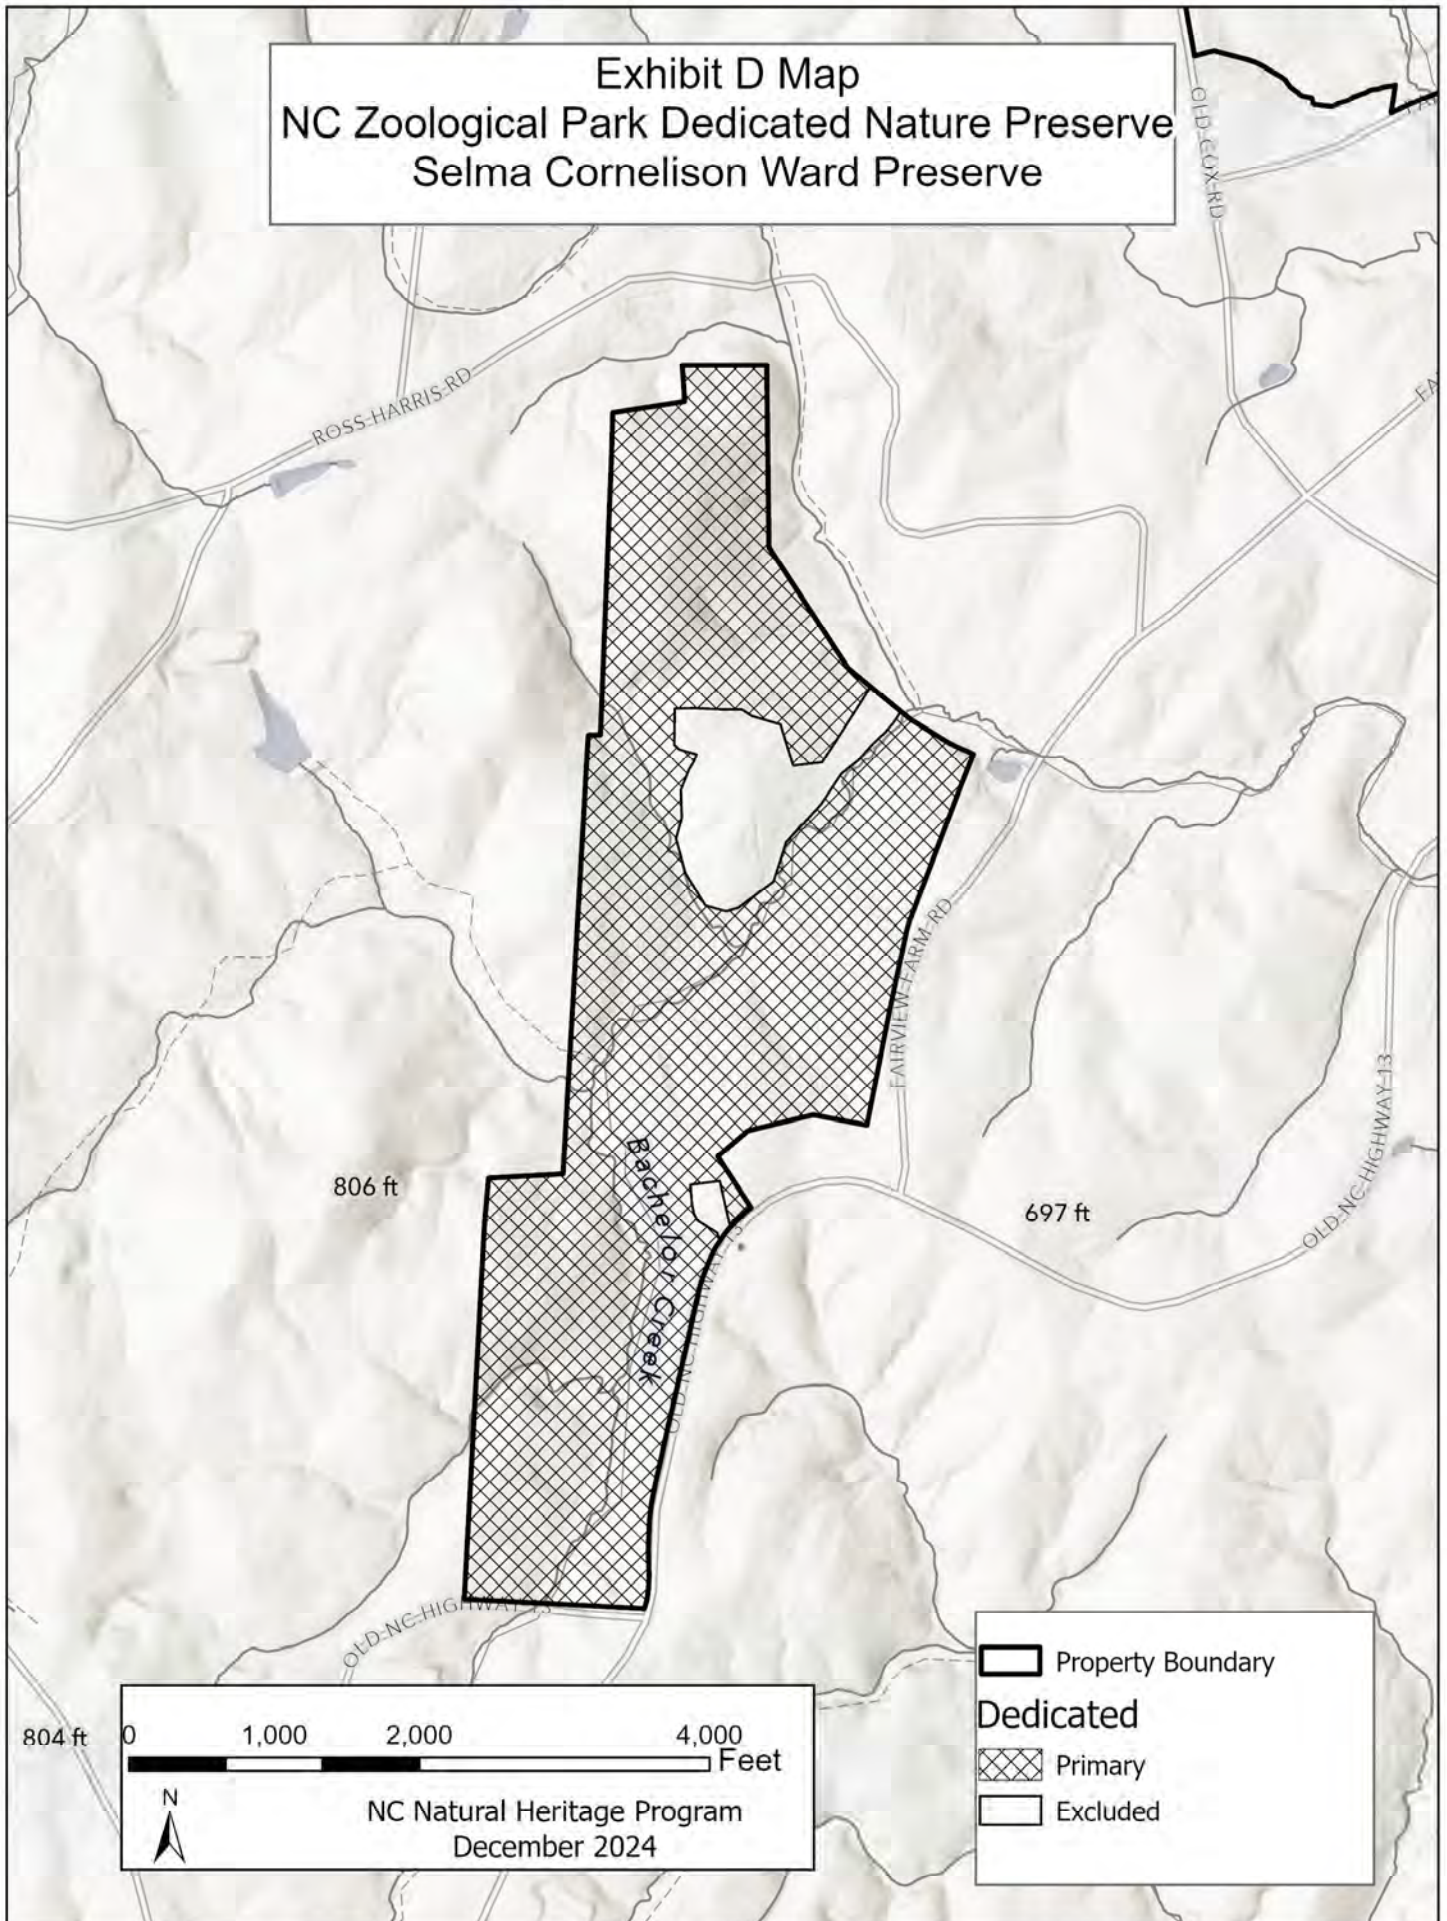 Exhibit D Map
NC Zoological Park Dedicated Nature Preserve
Selma Cornelison Ward Preserve
OLD-COX-RD
FA
ROSS-HARRIS-RD
FAIRVIEW-FARM-RD
OLD-NC-HIGHWAY-13
Bachelor Creek
806 ft
697 ft
OLD-NC-HIGHWAY-13
OLD-NC-HIGHWAY-13
804 ft
0 1,000 2,000 4,000
Feet
N
NC Natural Heritage Program
December 2024
Property Boundary
Dedicated
Primary
Excluded